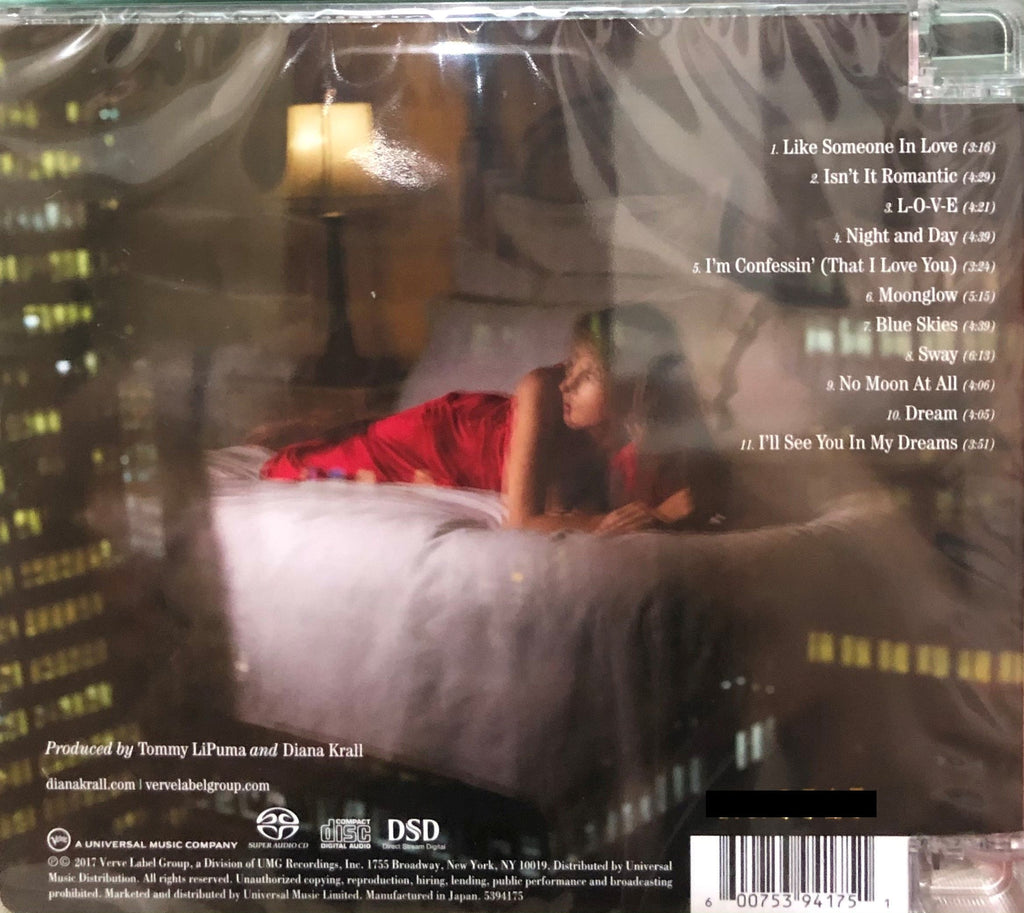 1. Like Someone In Love (3:16)
2. Isn't It Romantic (4:29)
3. L-O-V-E (4:21)
4. Night and Day (4:39)
5. I'm Confessin' (That I Love You) (3:24)
6. Moonglow (5:15)
7. Blue Skies (4:39)
8. Sway (6:13)
9. No Moon At All (4:06)
10. Dream (4:05)
11. I'll See You In My Dreams (3:51)
Produced by Tommy LiPuma and Diana Krall
dianakrall.com | vervelabelgroup.com
verve A UNIVERSAL MUSIC COMPANY SUPER AUDIO CD COMPACT disc DIGITAL AUDIO DSD Direct Stream Digital
℗© 2017 Verve Label Group, a Division of UMG Recordings, Inc. 1755 Broadway, New York, NY 10019. Distributed by Universal
Music Distribution. All rights reserved. Unauthorized copying, reproduction, hiring, lending, public performance and broadcasting
prohibited. Marketed and distributed by Universal Music Limited. Manufactured in Japan. 5394175
6 00753 94175 1